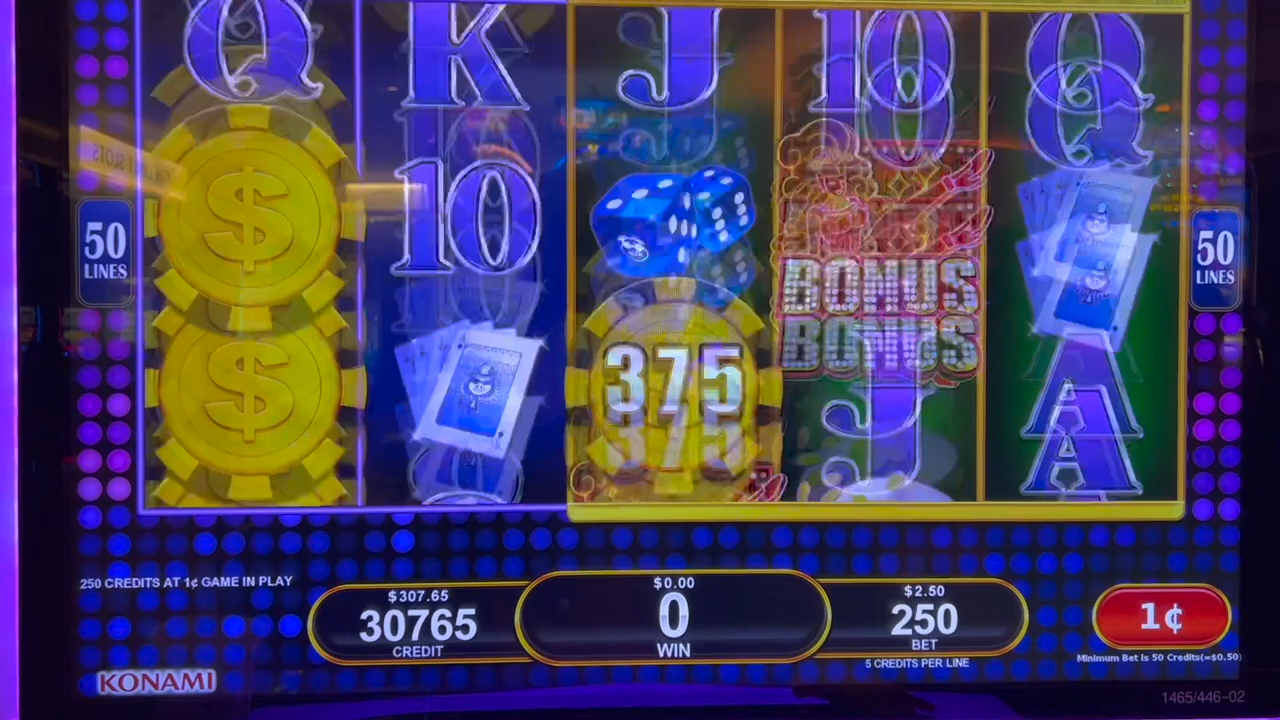 Q K J 10 Q
$ 10 BONUS
BONUS
$ 375 J A
375 A
50
LINES
50
LINES
250 CREDITS AT 1¢ GAME IN PLAY
$307.65
30765
CREDIT
$0.00
0
WIN
$2.50
250
BET
5 CREDITS PER LINE
1¢
Minimum Bet is 50 Credits(=$0.50)
KONAMI
1465/446-02